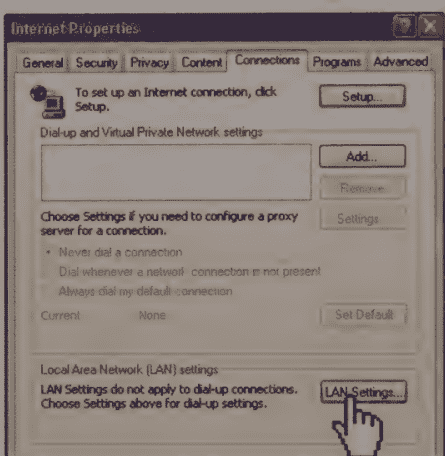 Internet Properties
General Security Privacy Content Connections Programs Advanced
To set up an Internet connection, click
Setup.
Setup...
Dial-up and Virtual Private Network settings
Add...
Remove
Choose Settings if you need to configure a proxy
server for a connection.
Settings
Never dial a connection
Dial whenever a network connection is not present
Always dial my default connection
Current None
Set Default
Local Area Network (LAN) settings
LAN Settings do not apply to dial-up connections.
Choose Settings above for dial-up settings.
LAN Settings...